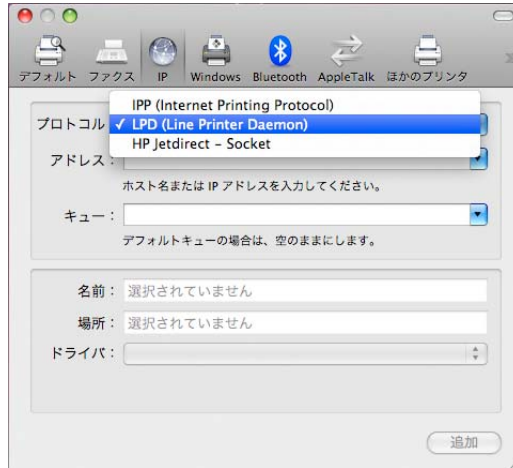 デフォルト ファクス IP Windows Bluetooth AppleTalk ほかのプリンタ
IPP (Internet Printing Protocol)
プロトコル ✓ LPD (Line Printer Daemon)
HP Jetdirect – Socket
アドレス：
ホスト名または IP アドレスを入力してください。
キュー：
デフォルトキューの場合は、空のままにします。
名前： 選択されていません
場所： 選択されていません
ドライバ：
追加